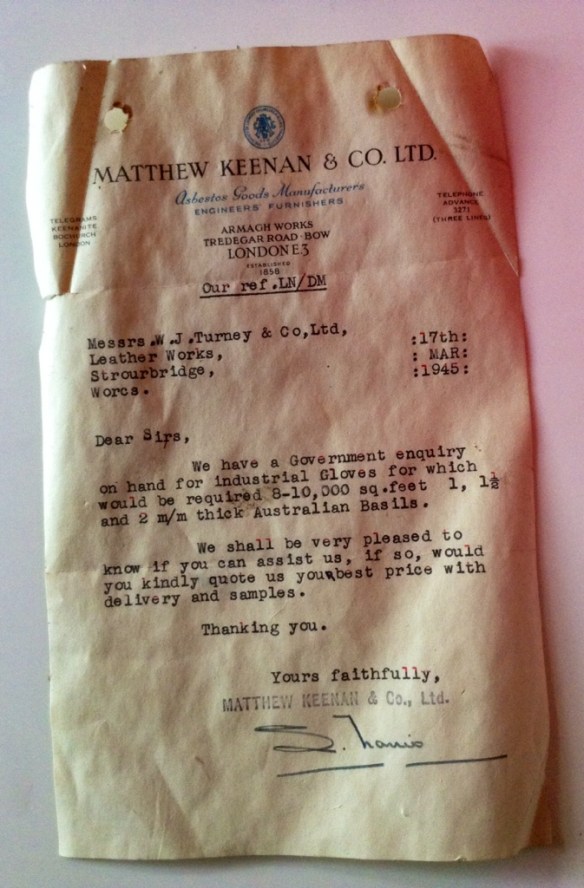 MATTHEW KEENAN & CO. LTD.
Asbestos Goods Manufacturers
ENGINEERS' FURNISHERS
TELEGRAMS
KEENANITE
BOCHURCH
LONDON
TELEPHONE
ADVANCE
3271
(THREE LINES)
ARMAGH WORKS
TREDEGAR ROAD - BOW
LONDON E.3
ESTABLISHED
1858
Our ref.LN/DM
Messrs.W.J.Turney & Co,Ltd,
Leather Works,
Strourbridge,
Worcs.
:17th:
: MAR:
:1945:
Dear Sirs,
We have a Government enquiry
on hand for industrial Gloves for which
would be required 8-10,000 sq.feet 1, 1½
and 2 m/m thick Australian Basils.
We shall be very pleased to
know if you can assist us, if so, would
you kindly quote us your best price with
delivery and samples.
Thanking you.
Yours faithfully,
MATTHEW KEENAN & Co., Ltd.